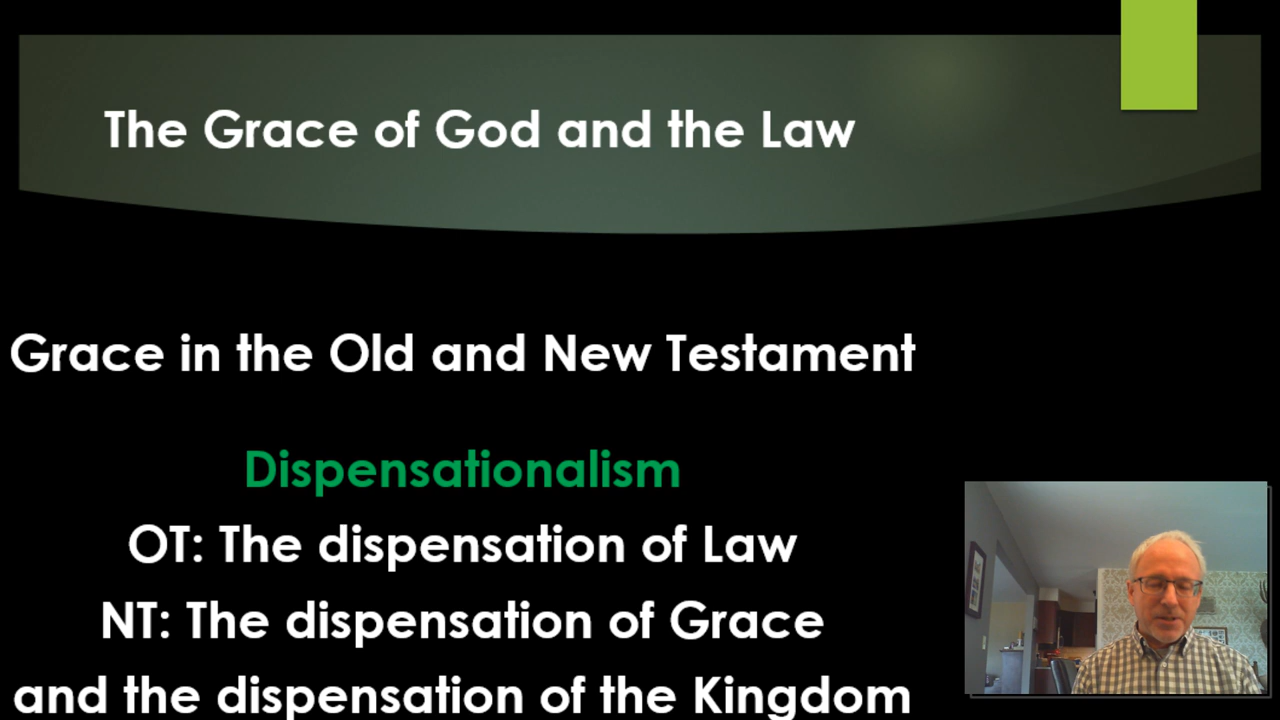 The Grace of God and the Law
Grace in the Old and New Testament
Dispensationalism
OT: The dispensation of Law
NT: The dispensation of Grace
and the dispensation of the Kingdom